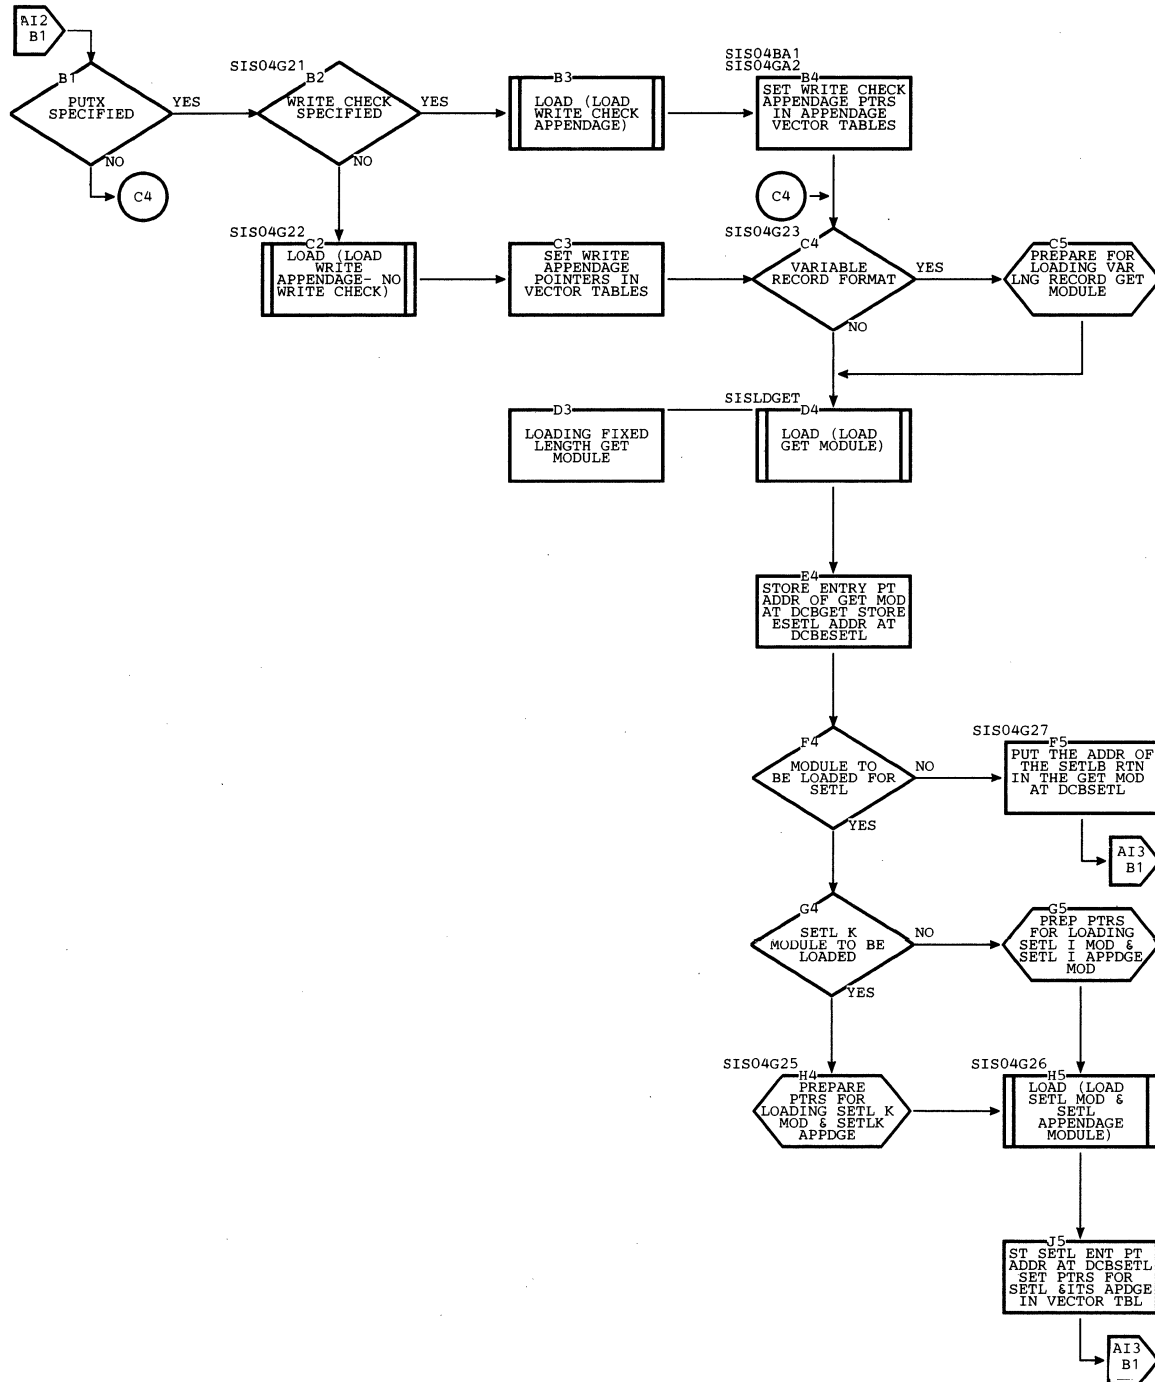 AI2
B1
B1
PUTX
SPECIFIED
YES
NO
C4
SIS04G21
B2
WRITE CHECK
SPECIFIED
YES
NO
B3
LOAD (LOAD
WRITE CHECK
APPENDAGE)
SIS04BA1
SIS04GA2
B4
SET WRITE CHECK
APPENDAGE PTRS
IN APPENDAGE
VECTOR TABLES
C4
SIS04G22
C2
LOAD (LOAD
WRITE
APPENDAGE- NO
WRITE CHECK)
C3
SET WRITE
APPENDAGE
POINTERS IN
VECTOR TABLES
SIS04G23
C4
VARIABLE
RECORD FORMAT
YES
NO
C5
PREPARE FOR
LOADING VAR
LNG RECORD GET
MODULE
D3
LOADING FIXED
LENGTH GET
MODULE
SISLDGET
D4
LOAD (LOAD
GET MODULE)
E4
STORE ENTRY PT
ADDR OF GET MOD
AT DCBGET STORE
ESETL ADDR AT
DCBESETL
F4
MODULE TO
BE LOADED FOR
SETL
NO
YES
SIS04G27
F5
PUT THE ADDR OF
THE SETLB RTN
IN THE GET MOD
AT DCBSETL
AI3
B1
G4
SETL K
MODULE TO BE
LOADED
NO
YES
G5
PREP PTRS
FOR LOADING
SETL I MOD &
SETL I APPDGE
MOD
SIS04G25
H4
PREPARE
PTRS FOR
LOADING SETL K
MOD & SETLK
APPDGE
SIS04G26
H5
LOAD (LOAD
SETL MOD &
SETL
APPENDAGE
MODULE)
J5
ST SETL ENT PT
ADDR AT DCBSETL
SET PTRS FOR
SETL &ITS APDGE
IN VECTOR TBL
AI3
B1